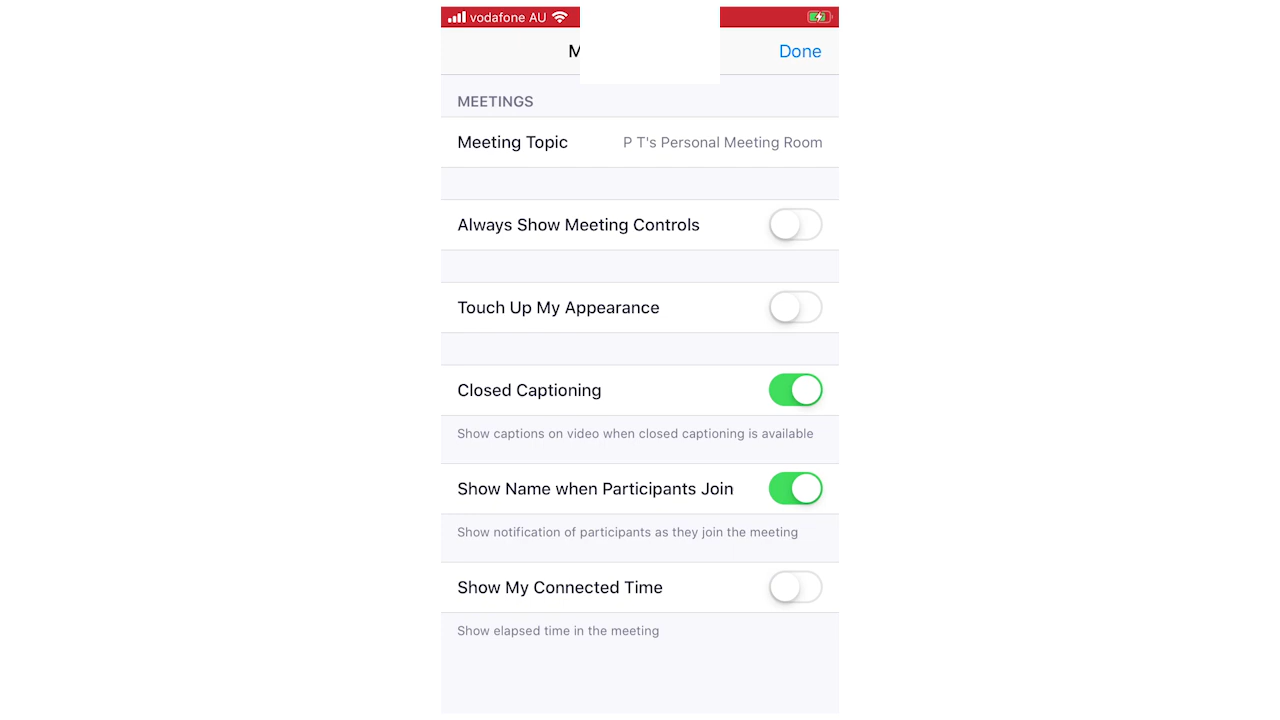 vodafone AU
Done
MEETINGS
Meeting Topic P T's Personal Meeting Room
Always Show Meeting Controls
Touch Up My Appearance
Closed Captioning
Show captions on video when closed captioning is available
Show Name when Participants Join
Show notification of participants as they join the meeting
Show My Connected Time
Show elapsed time in the meeting